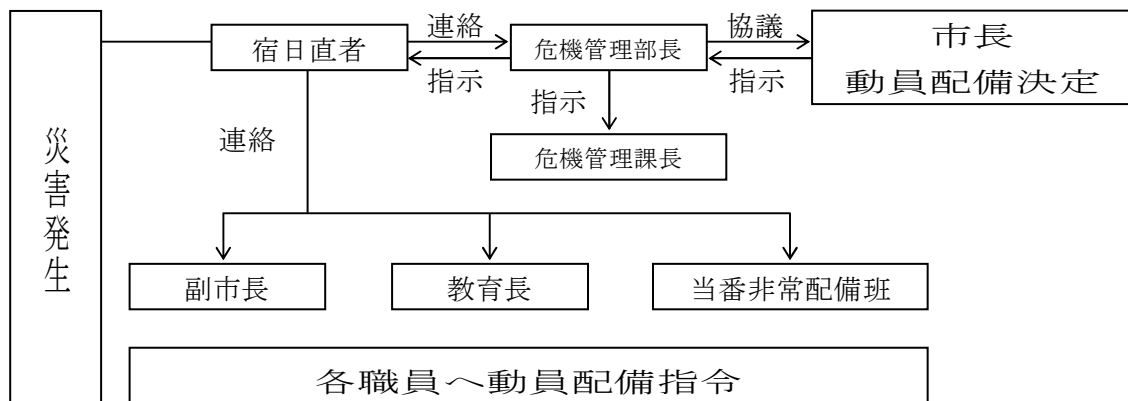 災害発生
宿日直者
連絡
指示
危機管理部長
協議
指示
市長
動員配備決定
指示
危機管理課長
連絡
副市長
教育長
当番非常配備班
各職員へ動員配備指令